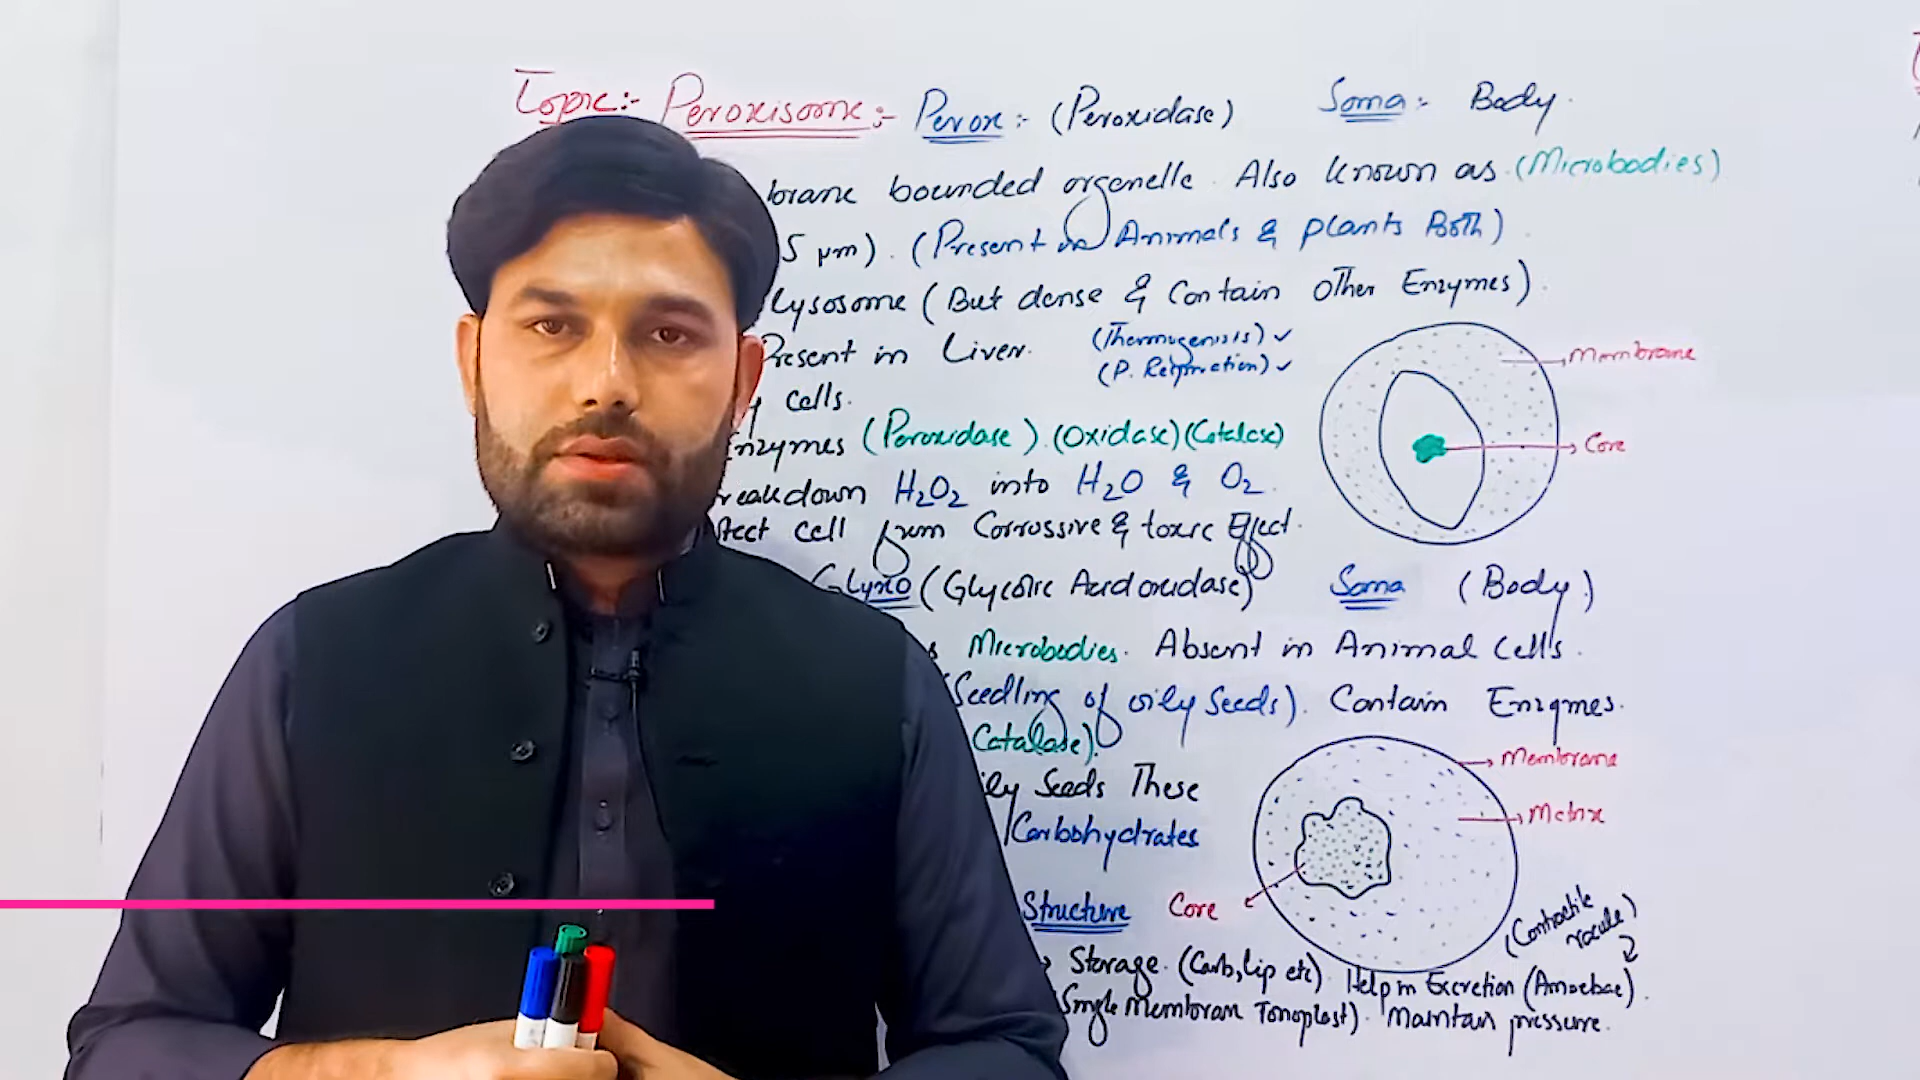 Topic:- Peroxisome:- Perox:- (Peroxidase) Soma:- Body.
brane bounded organelle. Also known as (Microbodies)
5 µm). (Present in Animals & plants Both).
lysosome (But dense & Contain Other Enzymes).
Present in Liver. (Thermogenisis) ✓
(P. Respiration) ✓
Membrane
y cells.
Enzymes (Peroxidase). (Oxidase) (Catalase)
Core
reakdown H₂O₂ into H₂O & O₂.
tect cell from Corrossive & toxic Effect.
Glyxo (Glycolic Acid oxidase) Soma (Body)
s Microbodies. Absent in Animal Cells.
(Seedling of oily Seeds). Contain Enzymes.
Catalase).
Membrane
ily Seeds These
Carbohydrates
Matrix
Structure Core
(Contractile vacule)
Storage. (Carb, lip etc). Help in Excretion (Amoebae).
(Single Membran Tonoplast). Maintain pressure.